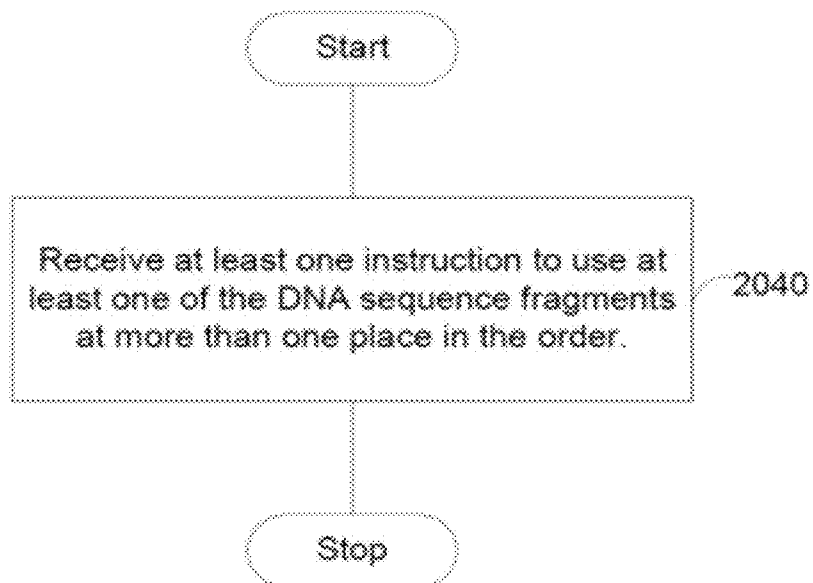 Start
Receive at least one instruction to use at
least one of the DNA sequence fragments
at more than one place in the order.
2040
Stop